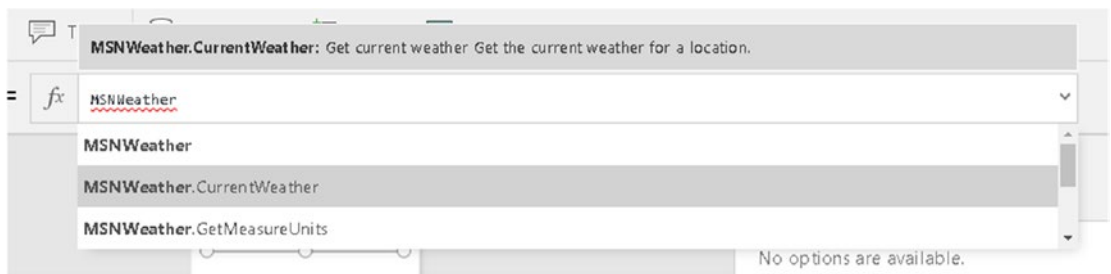 T
MSNWeather.CurrentWeather: Get current weather Get the current weather for a location.
= fx MSNWeather
MSNWeather
MSNWeather.CurrentWeather
MSNWeather.GetMeasureUnits
No options are available.